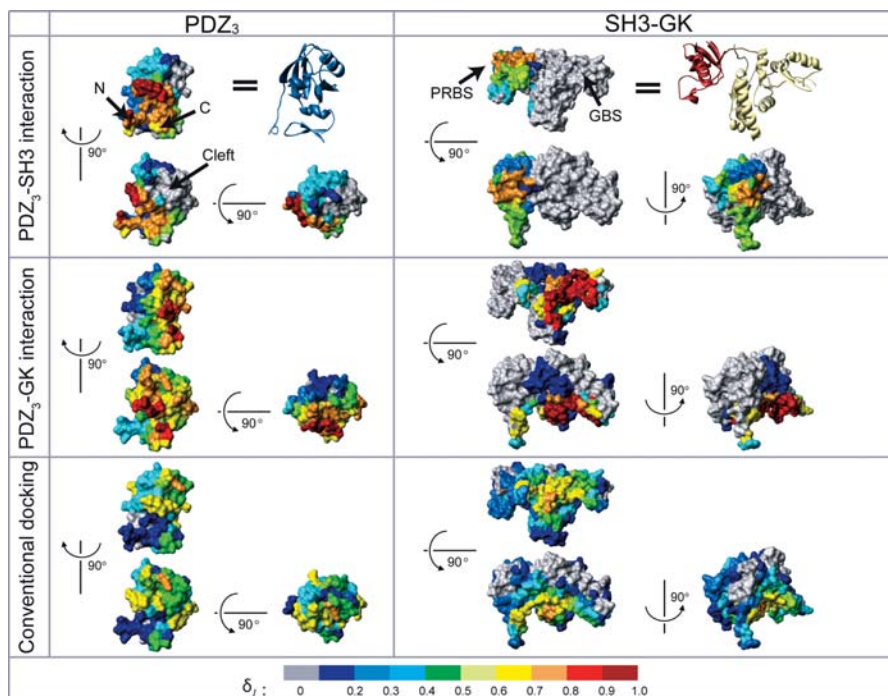 PDZ₃
SH3-GK
PDZ₃-SH3 interaction
N
C
=
90°
Cleft
90°
PRBS
GBS
=
90°
90°
PDZ₃-GK interaction
90°
90°
90°
90°
Conventional docking
90°
90°
90°
90°
δI :
0 0.2 0.3 0.4 0.5 0.6 0.7 0.8 0.9 1.0